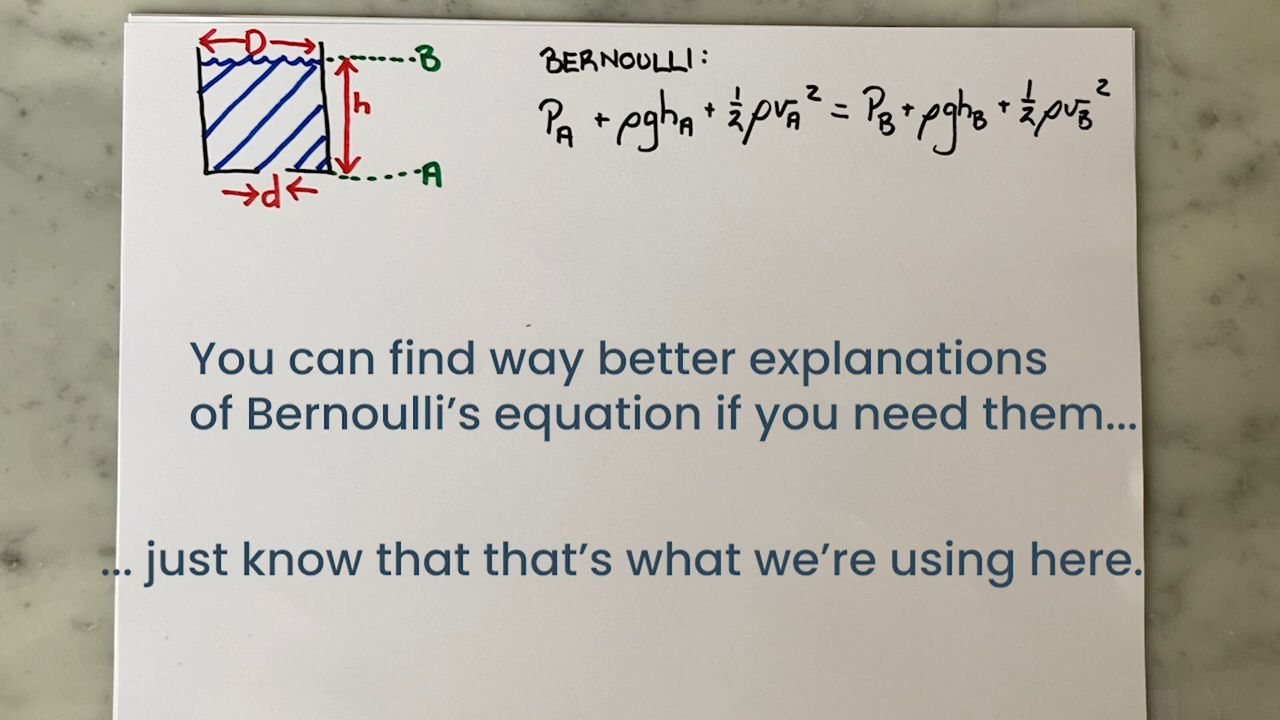 D
B
h
A
d
BERNOULLI:
P_A + ρgh_A + ½ρv_A² = P_B + ρgh_B + ½ρv_B²
You can find way better explanations
of Bernoulli’s equation if you need them...
... just know that that’s what we’re using here.